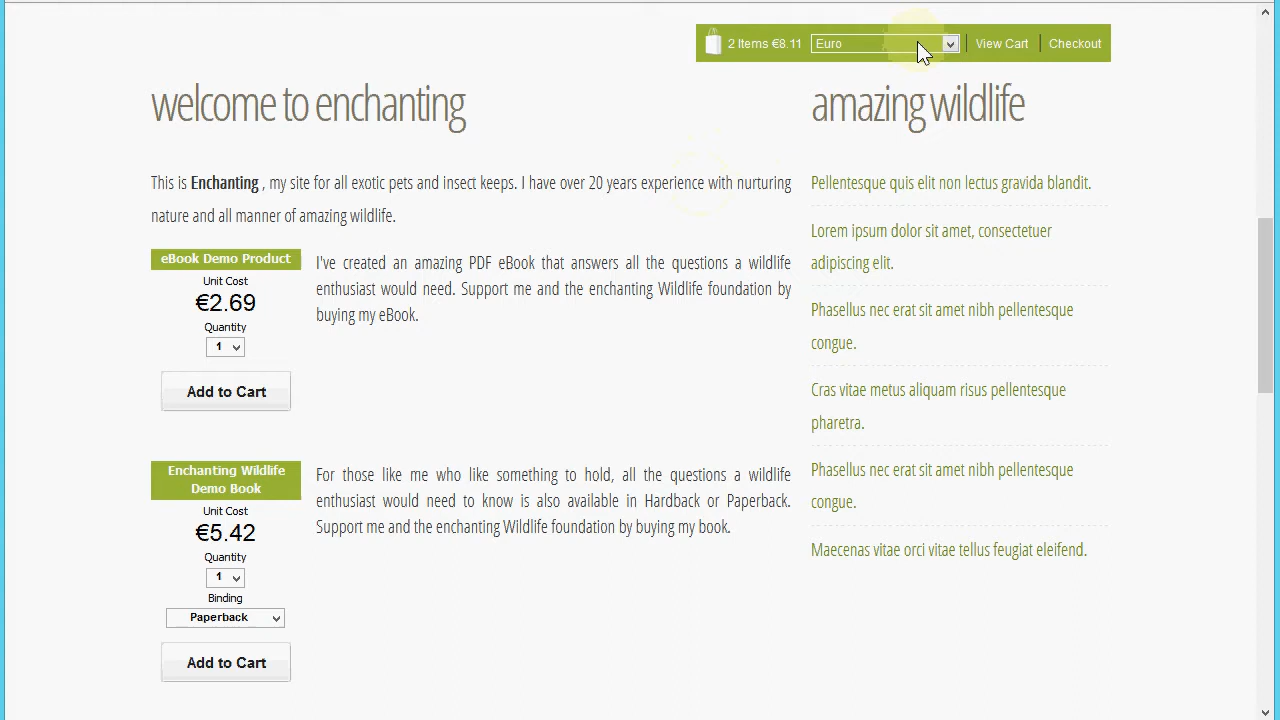 2 Items €8.11 Euro View Cart Checkout
welcome to enchanting
This is Enchanting , my site for all exotic pets and insect keeps. I have over 20 years experience with nurturing
nature and all manner of amazing wildlife.
eBook Demo Product
Unit Cost
€2.69
Quantity
1
Add to Cart
I've created an amazing PDF eBook that answers all the questions a wildlife
enthusiast would need. Support me and the enchanting Wildlife foundation by
buying my eBook.
Enchanting Wildlife
Demo Book
Unit Cost
€5.42
Quantity
1
Binding
Paperback
Add to Cart
For those like me who like something to hold, all the questions a wildlife
enthusiast would need to know is also available in Hardback or Paperback.
Support me and the enchanting Wildlife foundation by buying my book.
amazing wildlife
Pellentesque quis elit non lectus gravida blandit.
Lorem ipsum dolor sit amet, consectetuer
adipiscing elit.
Phasellus nec erat sit amet nibh pellentesque
congue.
Cras vitae metus aliquam risus pellentesque
pharetra.
Phasellus nec erat sit amet nibh pellentesque
congue.
Maecenas vitae orci vitae tellus feugiat eleifend.